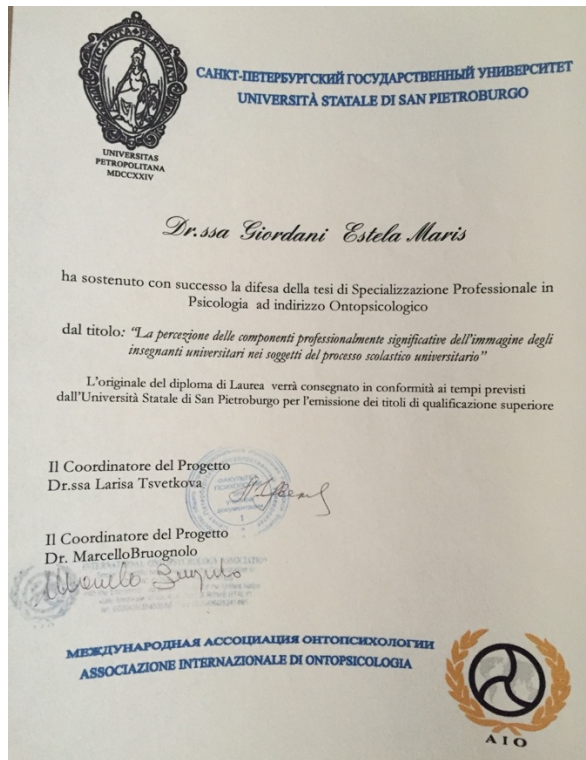 САНКТ-ПЕТЕРБУРГСКИЙ ГОСУДАРСТВЕННЫЙ УНИВЕРСИТЕТ
UNIVERSITÀ STATALE DI SAN PIETROBURGO
UNIVERSITAS
PETROPOLITANA
MDCCXXIV
Dr.ssa Giordani Estela Maris
ha sostenuto con successo la difesa della tesi di Specializzazione Professionale in
Psicologia ad indirizzo Ontopsicologico
dal titolo: "La percezione delle componenti professionalmente significative dell'immagine degli
insegnanti universitari nei soggetti del processo scolastico universitario"
L'originale del diploma di Laurea verrà consegnato in conformità ai tempi previsti
dall'Università Statale di San Pietroburgo per l'emissione dei titoli di qualificazione superiore
Il Coordinatore del Progetto
Dr.ssa Larisa Tsvetkova
Il Coordinatore del Progetto
Dr. MarcelloBruognolo
INTERNATIONAL ONTOPSYCHOLOGY ASSOCIATION
МЕЖДУНАРОДНАЯ АССОЦИАЦИЯ ОНТОПСИХОЛОГИИ
ASSOCIAZIONE INTERNAZIONALE DI ONTOPSICOLOGIA
AIO